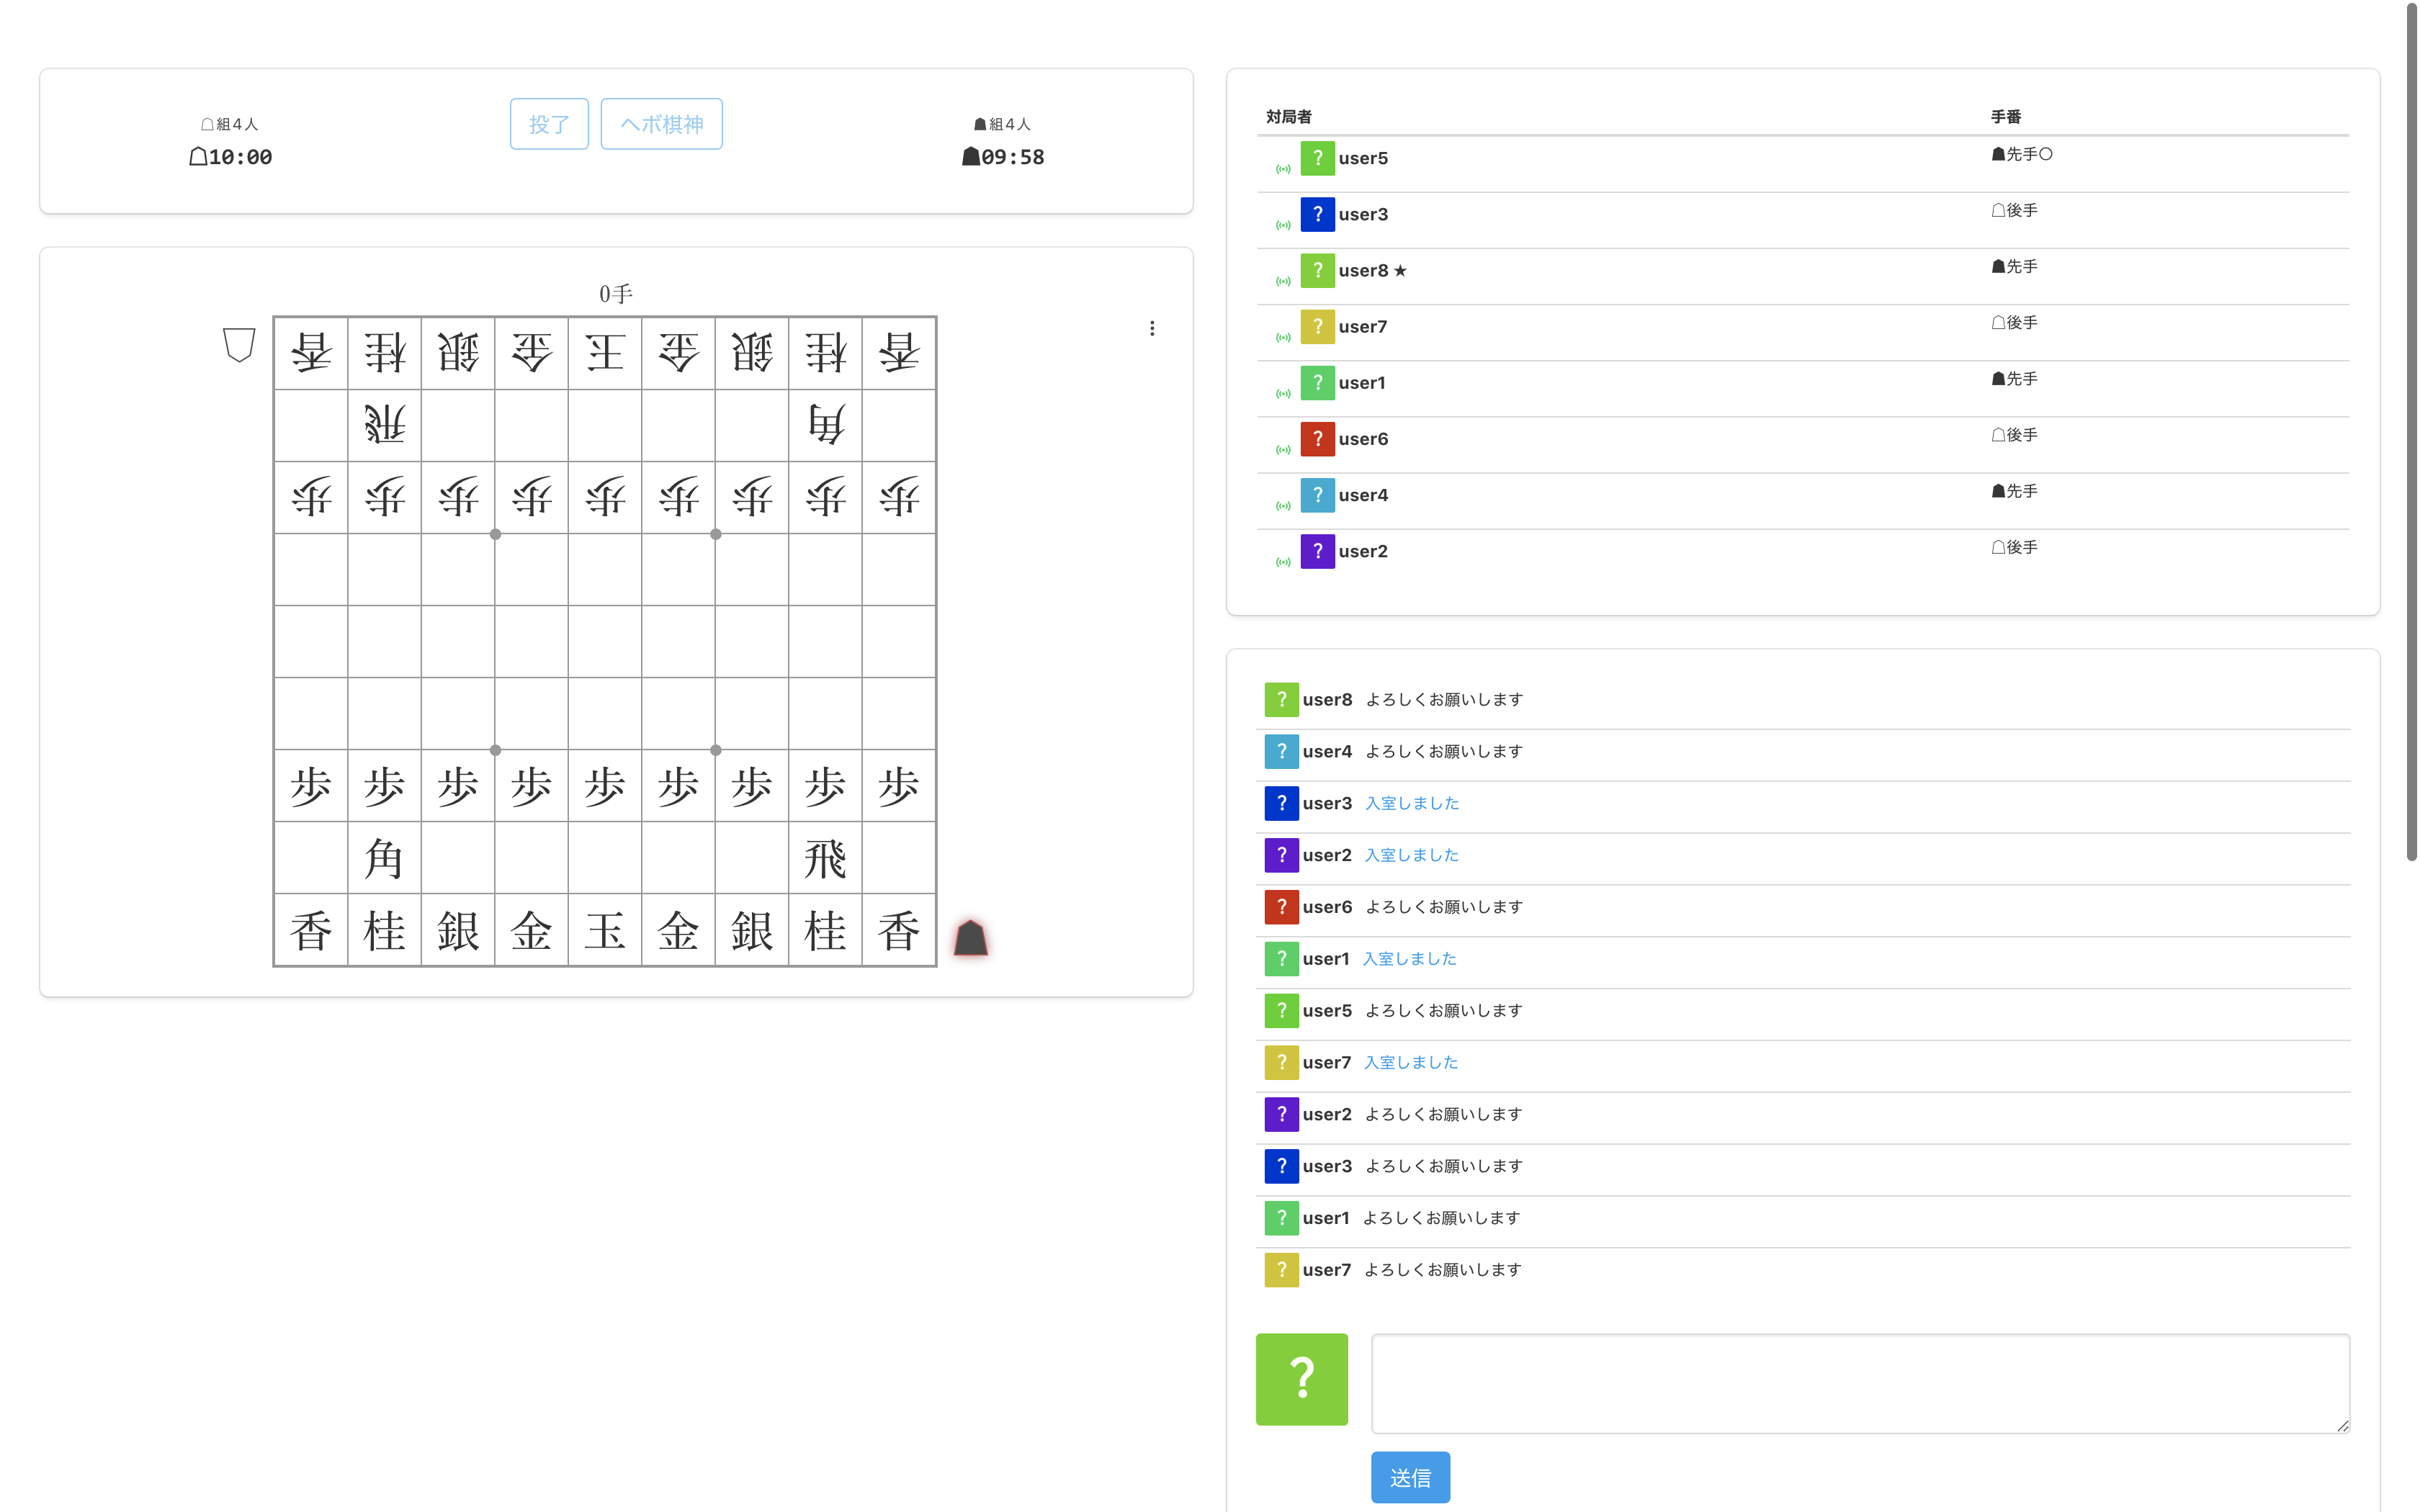 ☖組4人
☖10:00
投了
ヘボ棋神
☗組4人
☗09:58
0手
香桂銀金王金銀桂香
飛角
歩歩歩歩歩歩歩歩歩
歩歩歩歩歩歩歩歩歩
角飛
香桂銀金玉金銀桂香
対局者 手番
? user5 ☗先手○
? user3 ☖後手
? user8 ★ ☗先手
? user7 ☖後手
? user1 ☗先手
? user6 ☖後手
? user4 ☗先手
? user2 ☖後手
? user8 よろしくお願いします
? user4 よろしくお願いします
? user3 入室しました
? user2 入室しました
? user6 よろしくお願いします
? user1 入室しました
? user5 よろしくお願いします
? user7 入室しました
? user2 よろしくお願いします
? user3 よろしくお願いします
? user1 よろしくお願いします
? user7 よろしくお願いします
?
送信